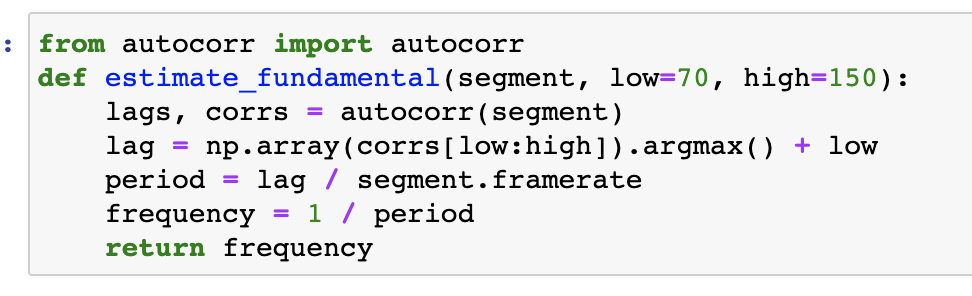 : from autocorr import autocorr
def estimate_fundamental(segment, low=70, high=150):
    lags, corrs = autocorr(segment)
    lag = np.array(corrs[low:high]).argmax() + low
    period = lag / segment.framerate
    frequency = 1 / period
    return frequency